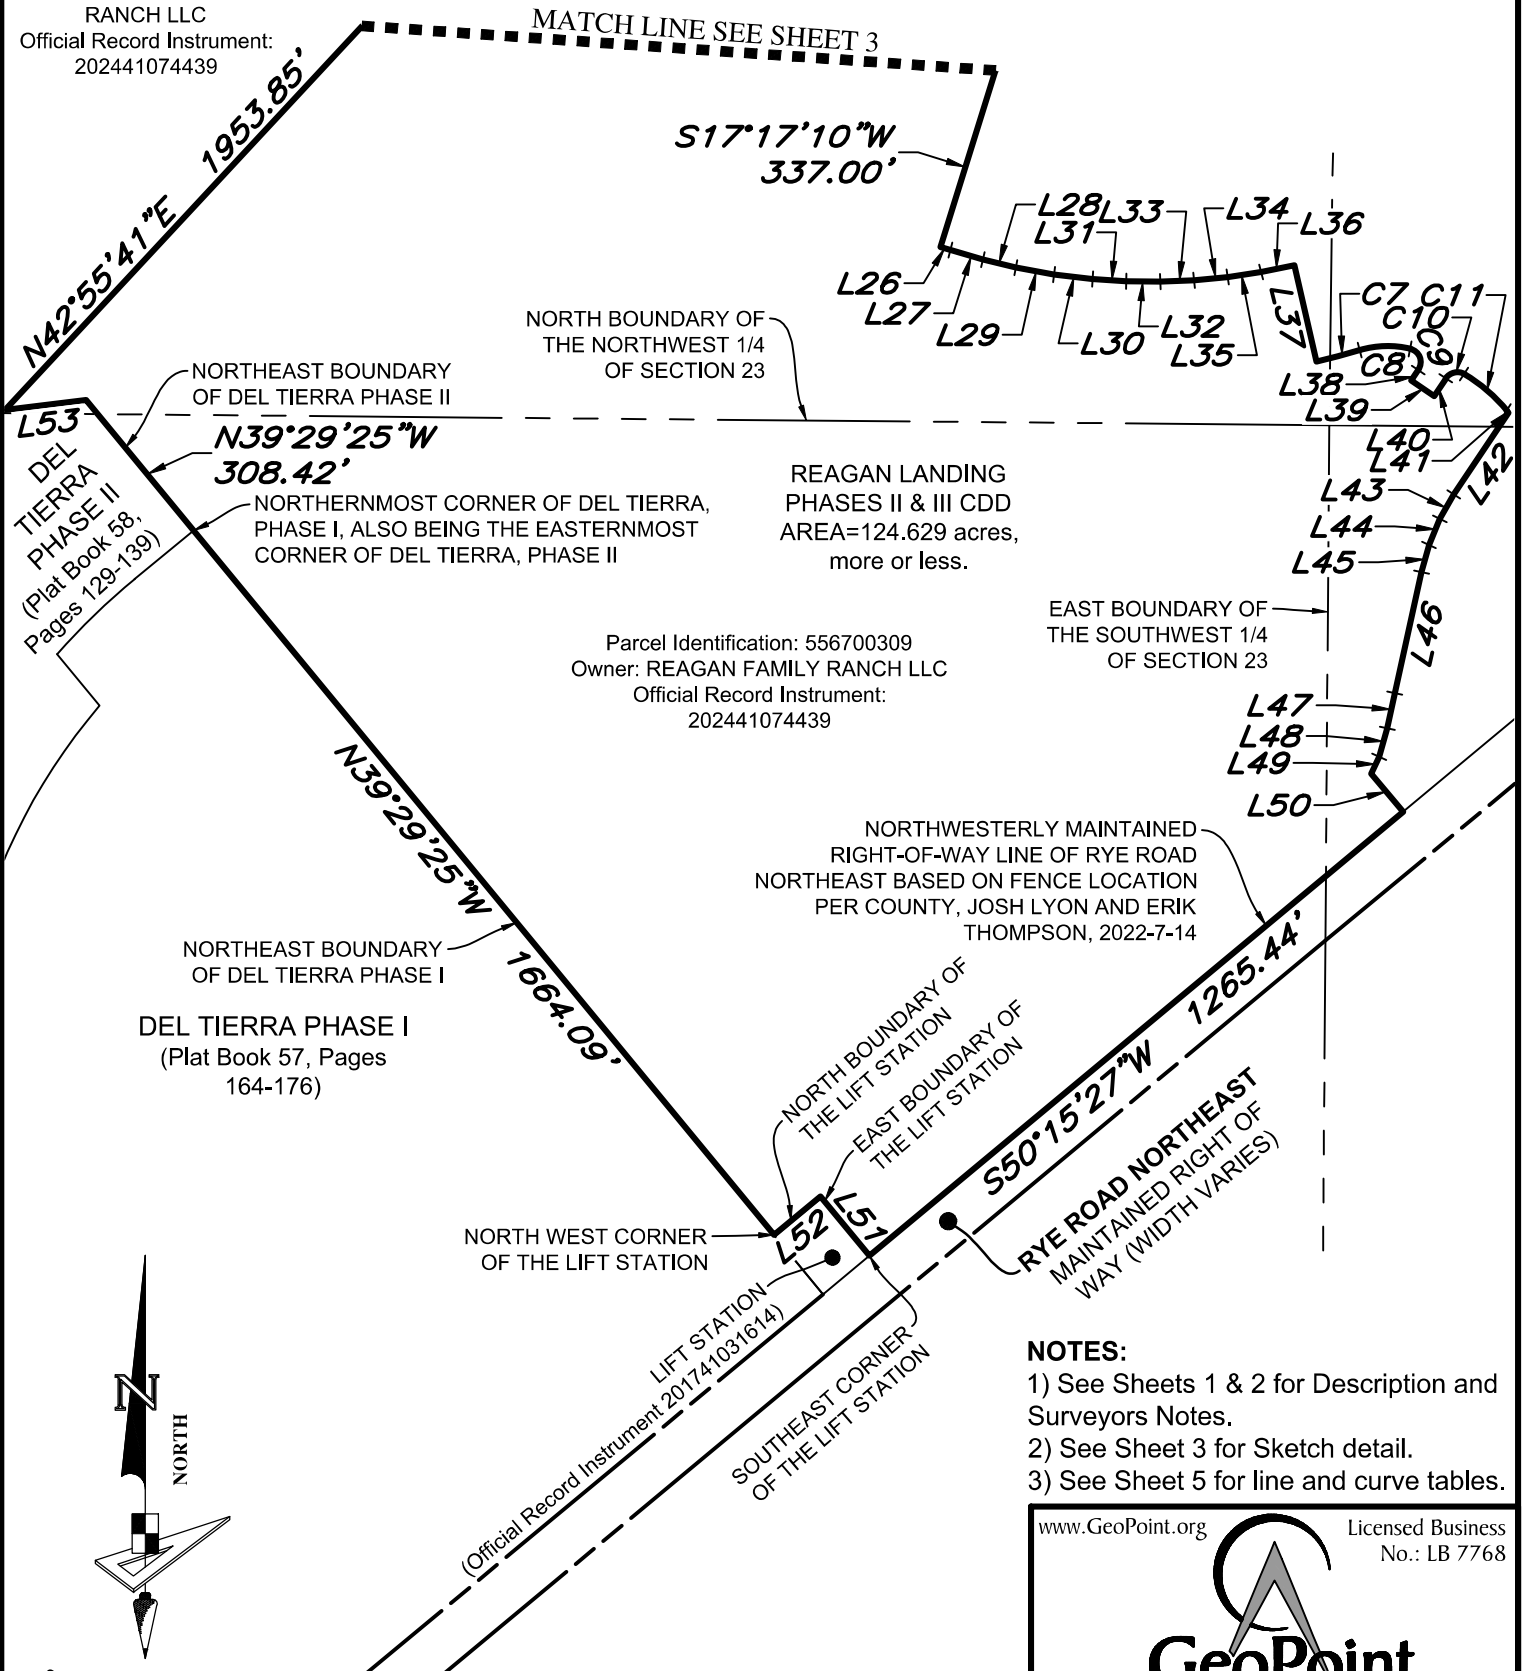 RANCH LLC
Official Record Instrument:
202441074439
MATCH LINE SEE SHEET 3
N42°55'41"E 1953.85'
S17°17'10"W
337.00'
L26
L27
L28
L29
L30
L31
L32
L33
L34
L35
L36
L37
C7
C8
C9
C10
C11
L38
L39
L40
L41
L42
L43
L44
L45
L46
L47
L48
L49
L50
NORTH BOUNDARY OF
THE NORTHWEST 1/4
OF SECTION 23
NORTHEAST BOUNDARY
OF DEL TIERRA PHASE II
L53
N39°29'25"W
308.42'
DEL
TIERRA
PHASE II
(Plat Book 58,
Pages 129-139)
NORTHERNMOST CORNER OF DEL TIERRA,
PHASE I, ALSO BEING THE EASTERNMOST
CORNER OF DEL TIERRA, PHASE II
REAGAN LANDING
PHASES II & III CDD
AREA=124.629 acres,
more or less.
EAST BOUNDARY OF
THE SOUTHWEST 1/4
OF SECTION 23
Parcel Identification: 556700309
Owner: REAGAN FAMILY RANCH LLC
Official Record Instrument:
202441074439
N39°29'25"W 1664.09'
NORTHWESTERLY MAINTAINED
RIGHT-OF-WAY LINE OF RYE ROAD
NORTHEAST BASED ON FENCE LOCATION
PER COUNTY, JOSH LYON AND ERIK
THOMPSON, 2022-7-14
NORTHEAST BOUNDARY
OF DEL TIERRA PHASE I
DEL TIERRA PHASE I
(Plat Book 57, Pages
164-176)
NORTH BOUNDARY OF
THE LIFT STATION
EAST BOUNDARY OF
THE LIFT STATION
S50°15'27"W 1265.44'
RYE ROAD NORTHEAST
MAINTAINED RIGHT OF
WAY (WIDTH VARIES)
L51
L52
NORTH WEST CORNER
OF THE LIFT STATION
LIFT STATION
(Official Record Instrument 201741031614)
SOUTHEAST CORNER
OF THE LIFT STATION
N
NORTH
NOTES:
1) See Sheets 1 & 2 for Description and
Surveyors Notes.
2) See Sheet 3 for Sketch detail.
3) See Sheet 5 for line and curve tables.
www.GeoPoint.org
Licensed Business
No.: LB 7768
GeoPoint